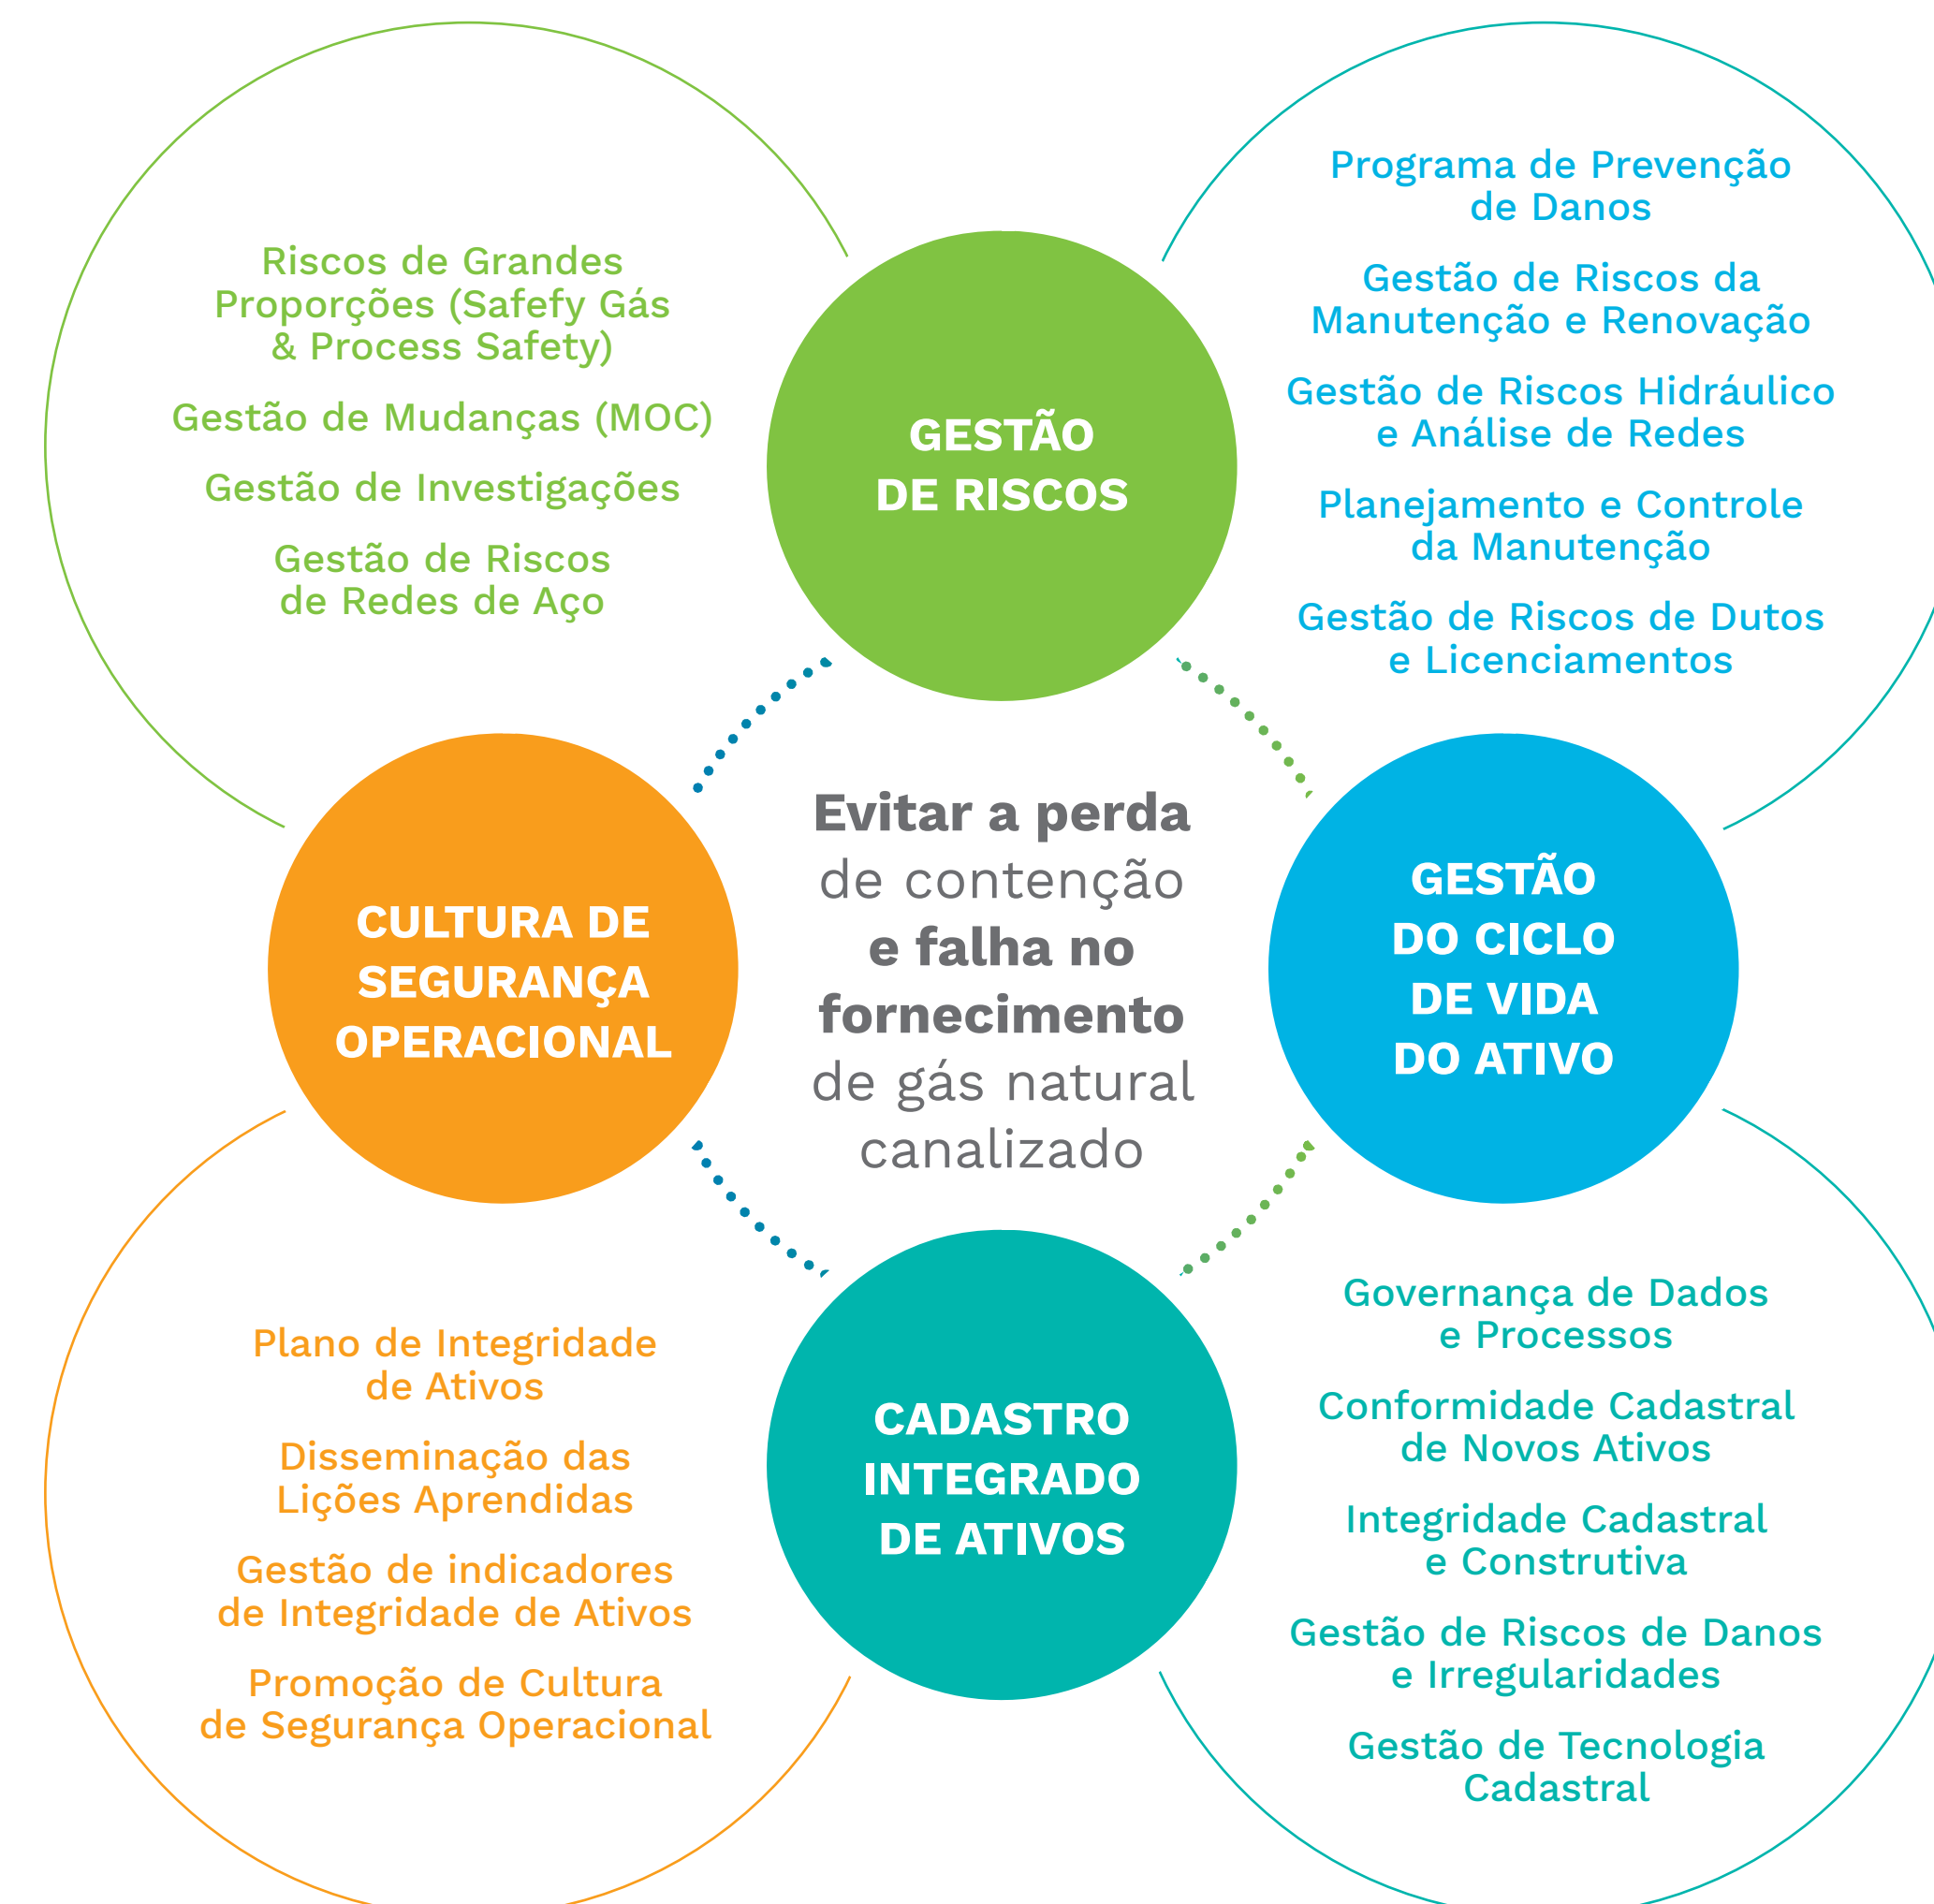 Riscos de Grandes
Proporções (Safefy Gás
& Process Safety)
Gestão de Mudanças (MOC)
Gestão de Investigações
Gestão de Riscos
de Redes de Aço
GESTÃO
DE RISCOS
Programa de Prevenção
de Danos
Gestão de Riscos da
Manutenção e Renovação
Gestão de Riscos Hidráulico
e Análise de Redes
Planejamento e Controle
da Manutenção
Gestão de Riscos de Dutos
e Licenciamentos
CULTURA DE
SEGURANÇA
OPERACIONAL
Evitar a perda
de contenção
e falha no
fornecimento
de gás natural
canalizado
GESTÃO
DO CICLO
DE VIDA
DO ATIVO
Plano de Integridade
de Ativos
Disseminação das
Lições Aprendidas
Gestão de indicadores
de Integridade de Ativos
Promoção de Cultura
de Segurança Operacional
CADASTRO
INTEGRADO
DE ATIVOS
Governança de Dados
e Processos
Conformidade Cadastral
de Novos Ativos
Integridade Cadastral
e Construtiva
Gestão de Riscos de Danos
e Irregularidades
Gestão de Tecnologia
Cadastral